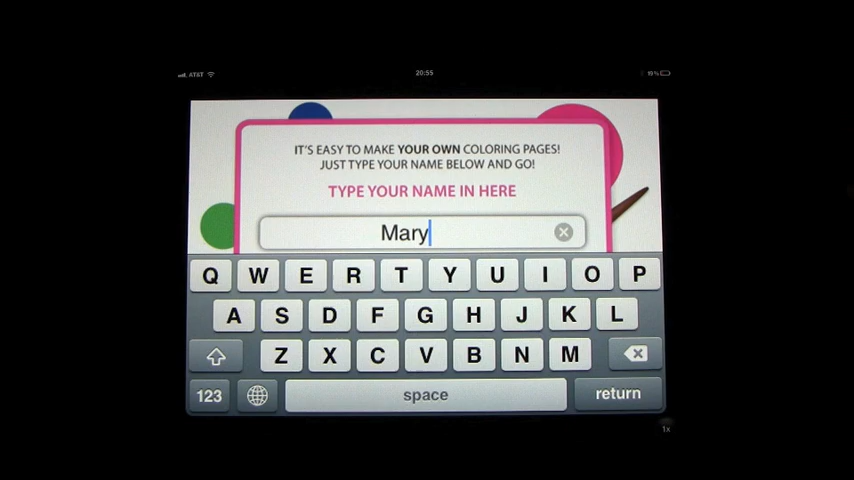 AT&T 20:55 19%
IT'S EASY TO MAKE YOUR OWN COLORING PAGES!
JUST TYPE YOUR NAME BELOW AND GO!
TYPE YOUR NAME IN HERE
Mary
Q W E R T Y U I O P
A S D F G H J K L
Z X C V B N M
123 space return
1x